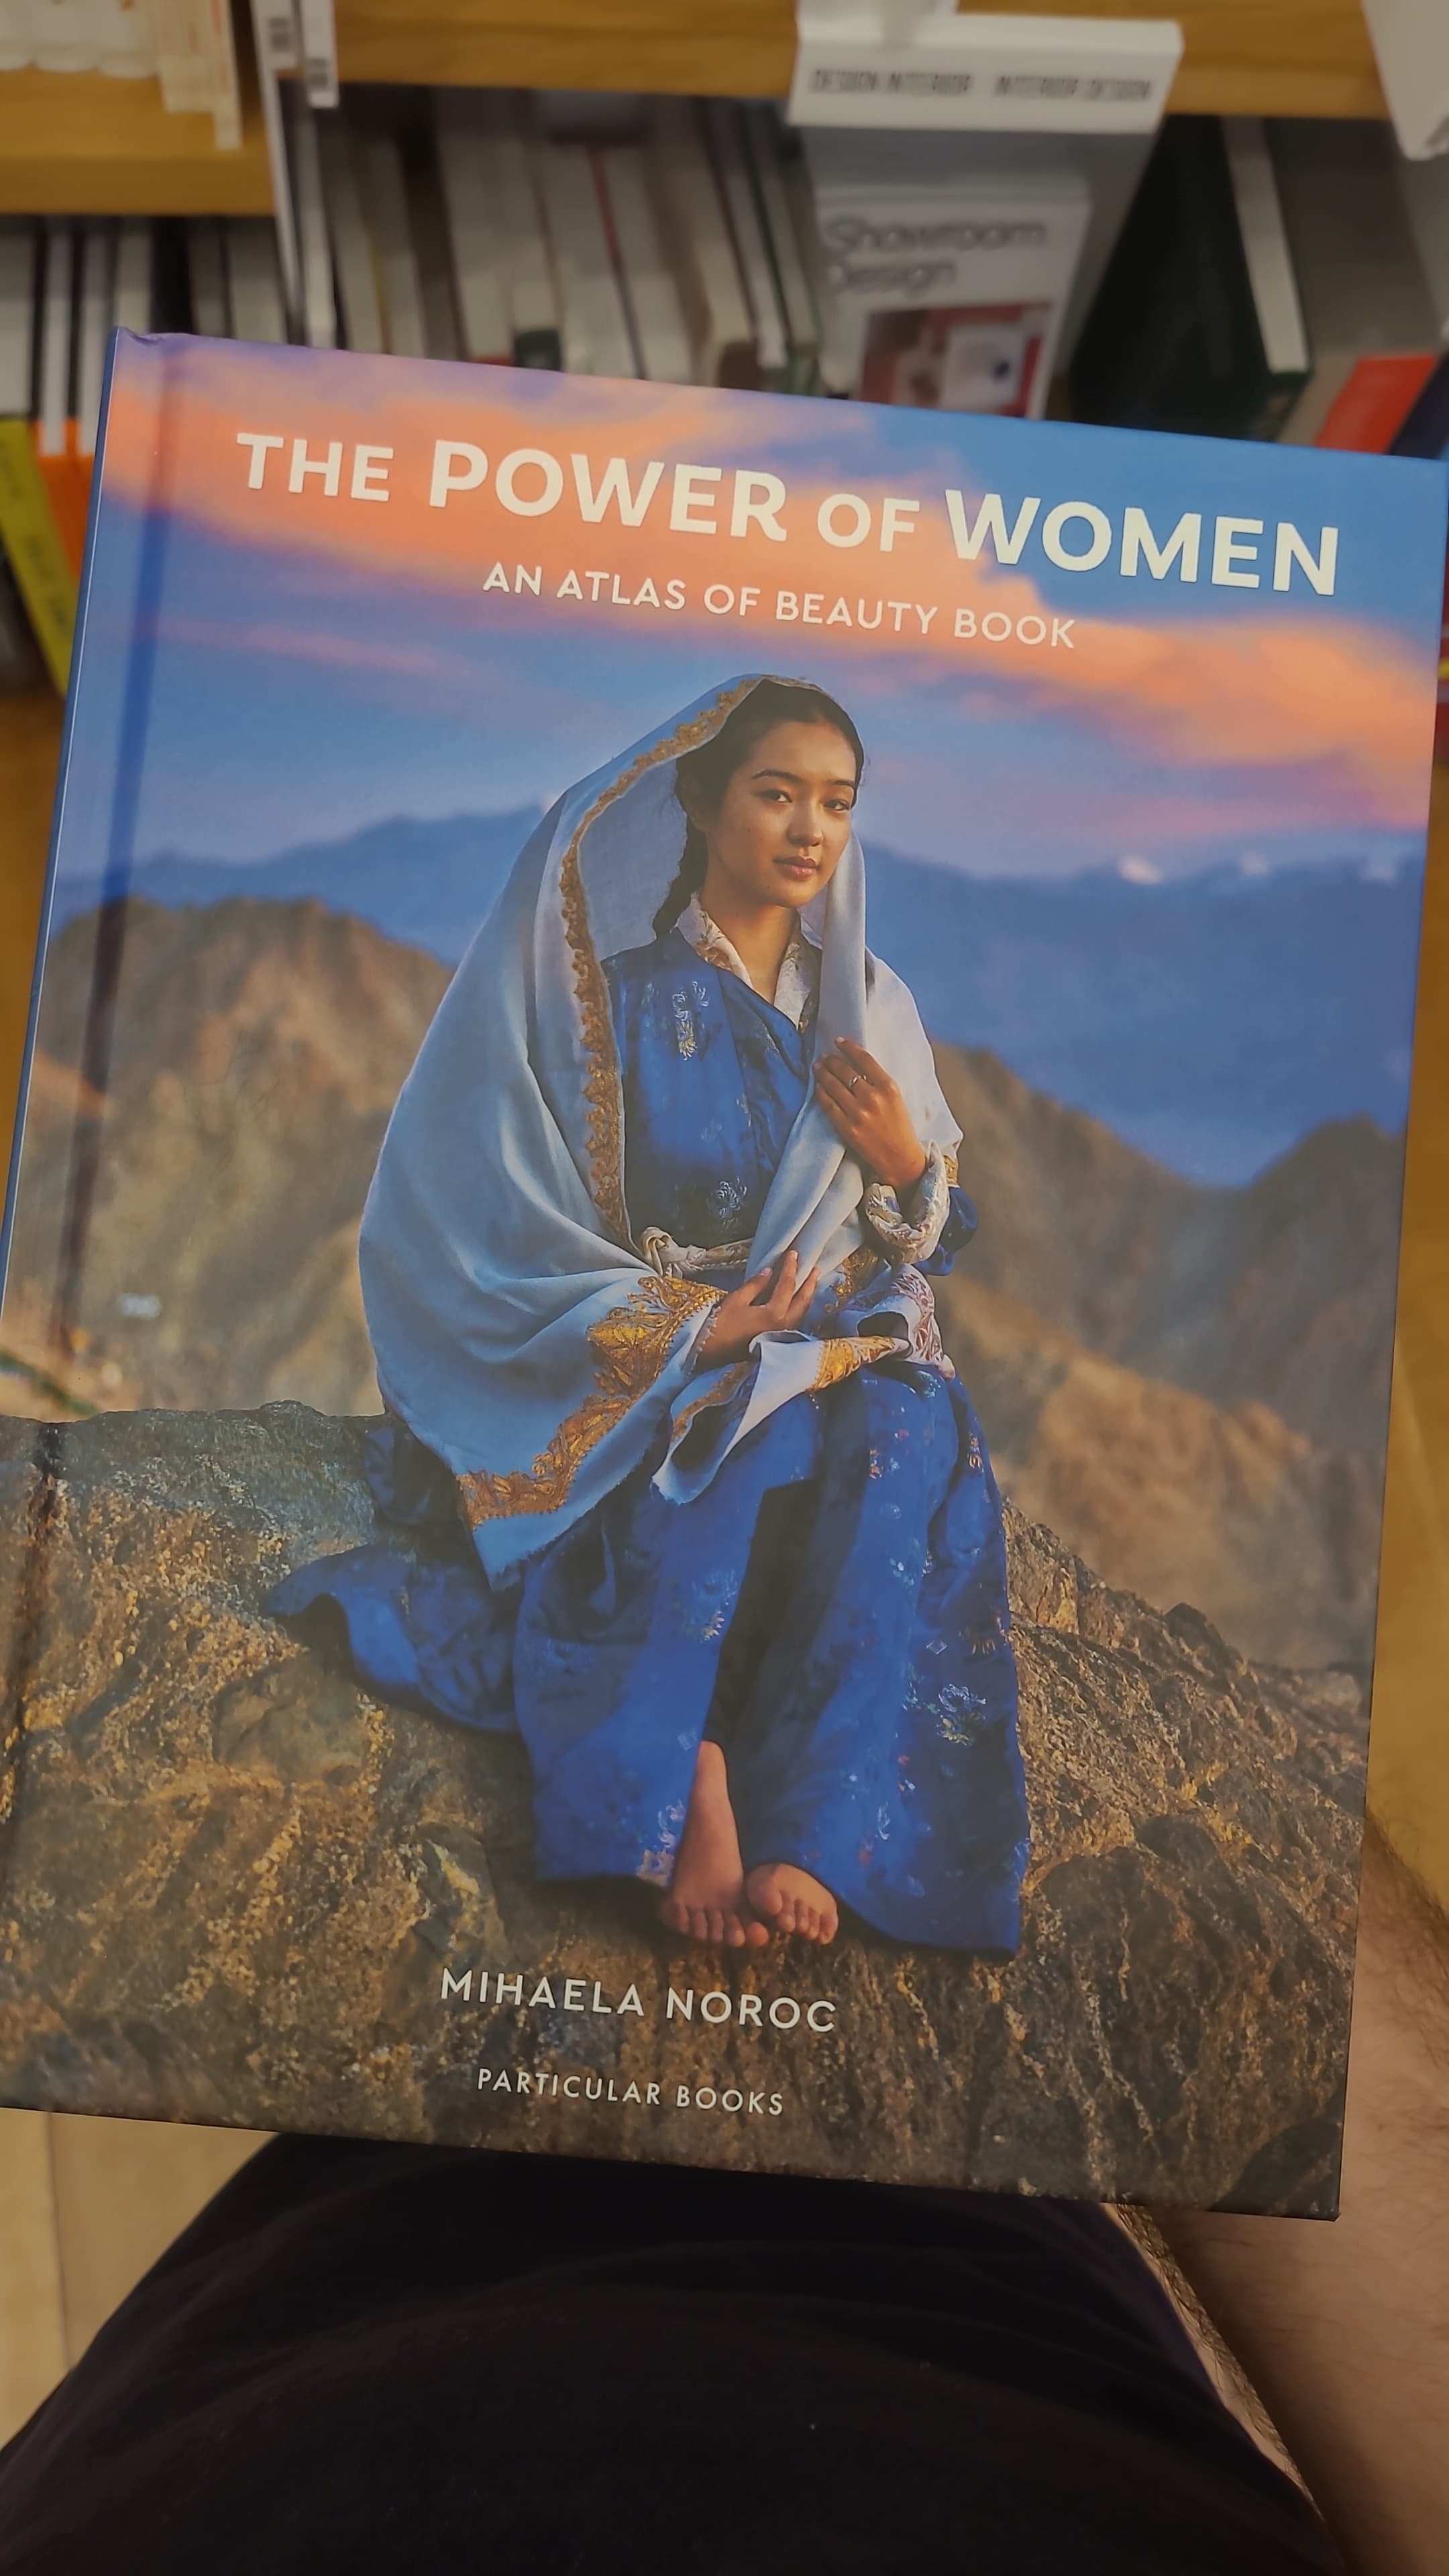 DESIGN INTERIOR INTERIOR DESIGN
Showroom
Design
THE POWER OF WOMEN
AN ATLAS OF BEAUTY BOOK
MIHAELA NOROC
PARTICULAR BOOKS